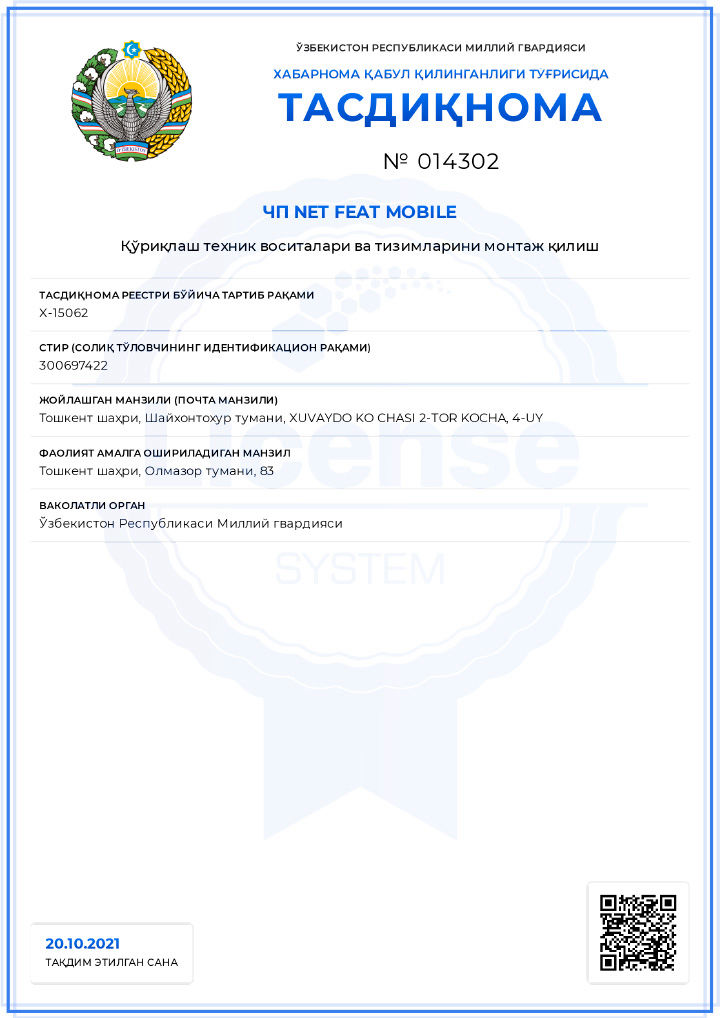 ЎЗБЕКИСТОН РЕСПУБЛИКАСИ МИЛЛИЙ ГВАРДИЯСИ
ХАБАРНОМА ҚАБУЛ ҚИЛИНГАНЛИГИ ТУҒРИСИДА
ТАСДИҚНОМА
№ 014302
ЧП NET FEAT MOBILE
Қўриқлаш техник воситалари ва тизимларини монтаж қилиш
ТАСДИҚНОМА РЕЕСТРИ БЎЙИЧА ТАРТИБ РАҚАМИ
X-15062
СТИР (СОЛИҚ ТЎЛОВЧИНИНГ ИДЕНТИФИКАЦИОН РАҚАМИ)
300697422
ЖОЙЛАШГАН МАНЗИЛИ (ПОЧТА МАНЗИЛИ)
Тошкент шаҳри, Шайхонтохур тумани, XUVAYDO KO CHASI 2-TOR KOCHA, 4-UY
ФАОЛИЯТ АМАЛГА ОШИРИЛАДИГАН МАНЗИЛ
Тошкент шаҳри, Олмазор тумани, 83
License
ВАКОЛАТЛИ ОРГАН
Ўзбекистон Республикаси Миллий гвардияси
SYSTEM
20.10.2021
ТАҚДИМ ЭТИЛГАН САНА